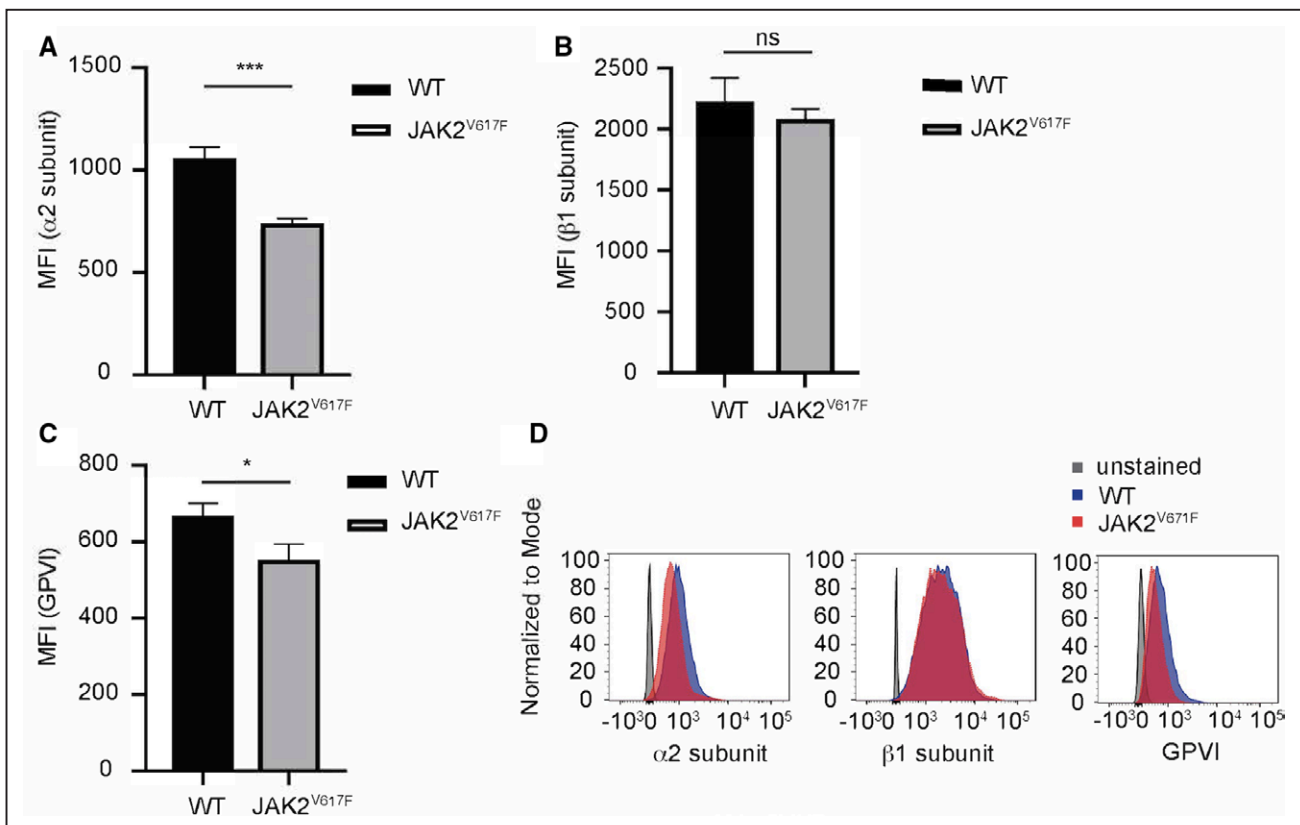 A
1500
1000
500
0
MFI (α2 subunit)
***
WT
JAK2V617F
WT
JAK2V617F
B
2500
2000
1500
1000
500
0
MFI (β1 subunit)
ns
WT
JAK2V617F
WT
JAK2V617F
C
800
600
400
200
0
MFI (GPVI)
*
WT
JAK2V617F
WT
JAK2V617F
D
unstained
WT
JAK2V671F
Normalized to Mode
100
80
60
40
20
0
-10³0 10³ 10⁴ 10⁵
α2 subunit
100
80
60
40
20
0
-10³0 10³ 10⁴ 10⁵
β1 subunit
100
80
60
40
20
0
-10³0 10³ 10⁴ 10⁵
GPVI